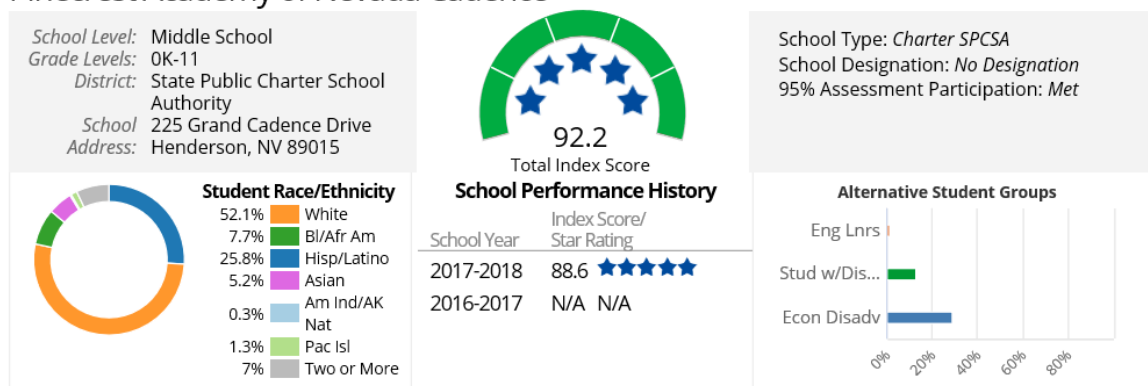 School Level: Middle School
Grade Levels: 0K-11
District: State Public Charter School
Authority
School 225 Grand Cadence Drive
Address: Henderson, NV 89015
92.2
Total Index Score
School Type: Charter SPCSA
School Designation: No Designation
95% Assessment Participation: Met
Student Race/Ethnicity
52.1% White
7.7% Bl/Afr Am
25.8% Hisp/Latino
5.2% Asian
0.3% Am Ind/AK
Nat
1.3% Pac Isl
7% Two or More
School Performance History
School Year Index Score/
Star Rating
2017-2018 88.6
2016-2017 N/A N/A
Alternative Student Groups
Eng Lnrs
Stud w/Dis...
Econ Disadv
0% 20% 40% 60% 80%